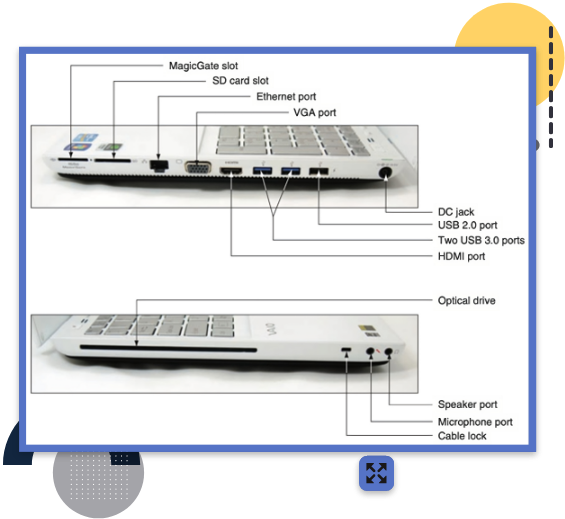 MagicGate slot
SD card slot
Ethernet port
VGA port
DC jack
USB 2.0 port
Two USB 3.0 ports
HDMI port
Optical drive
VAIO
Speaker port
Microphone port
Cable lock